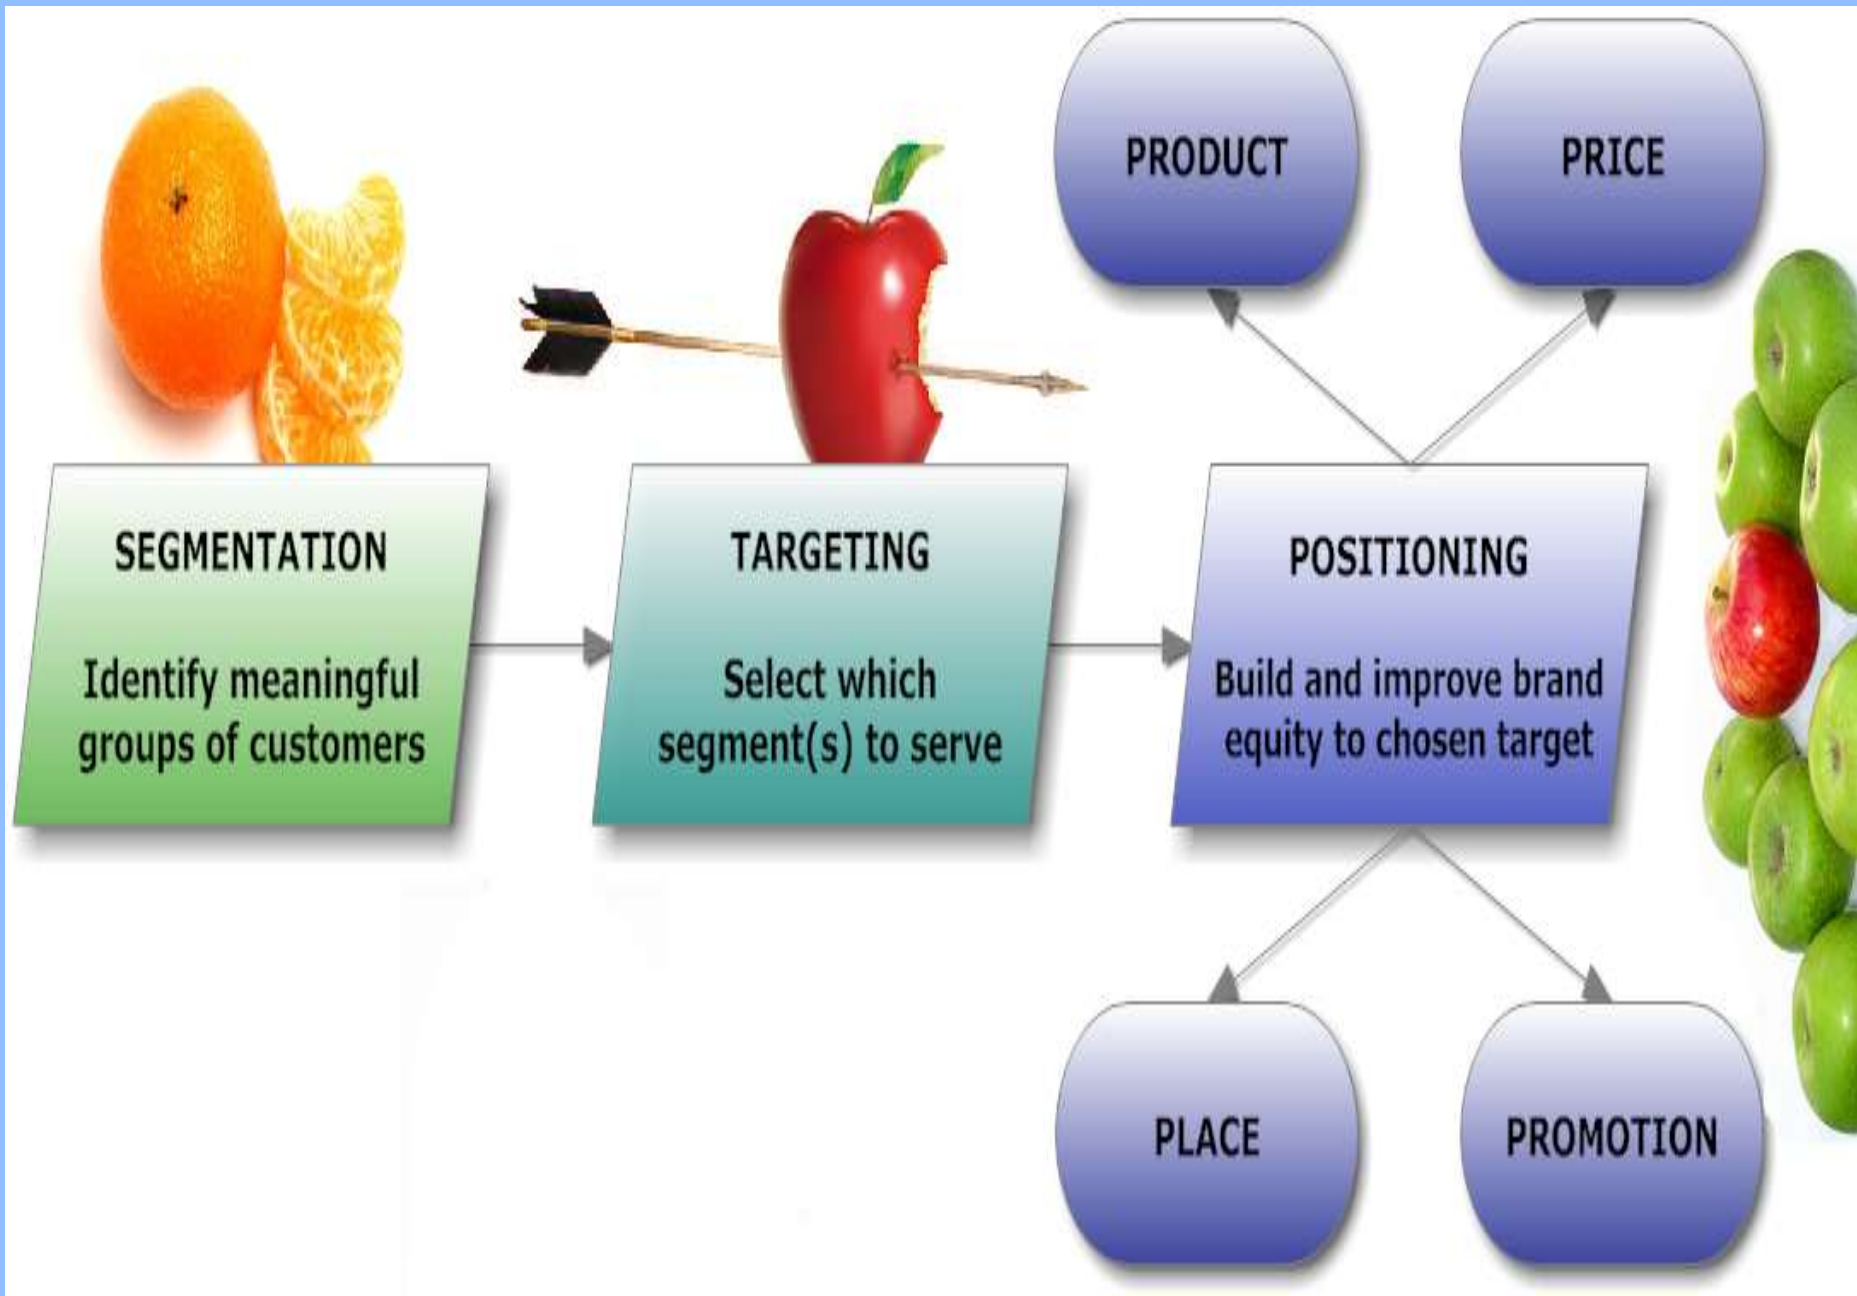 PRODUCT
PRICE
SEGMENTATION
Identify meaningful
groups of customers
TARGETING
Select which
segment(s) to serve
POSITIONING
Build and improve brand
equity to chosen target
PLACE
PROMOTION